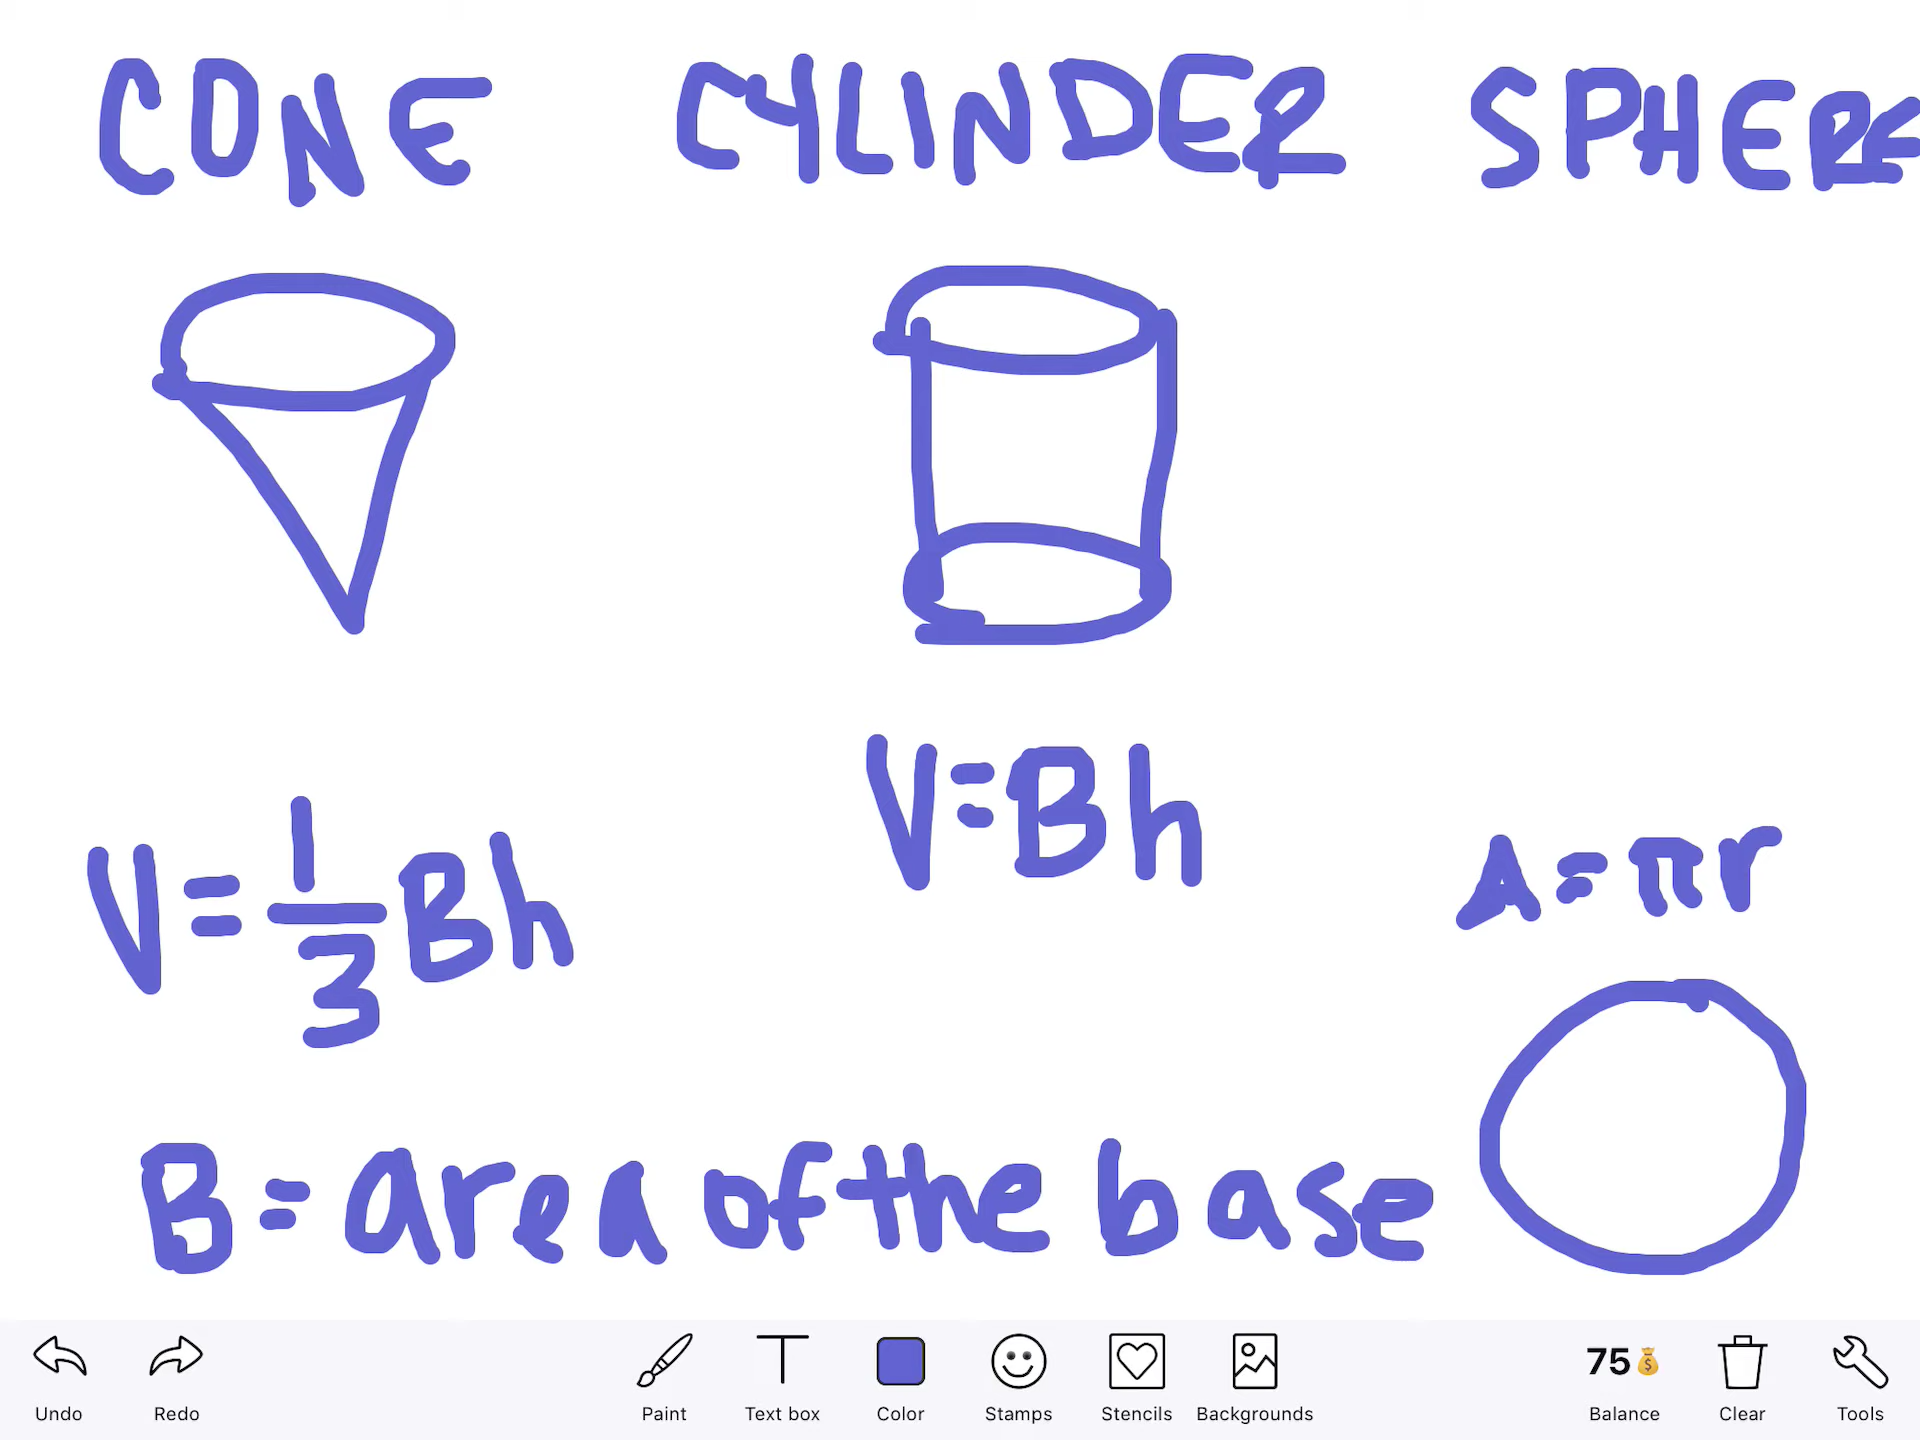 CONE CYLINDER SPHERE
V=Bh
V=1/3Bh
A=πr
B=area of the base
75💰
Undo Redo Paint Text box Color Stamps Stencils Backgrounds Balance Clear Tools